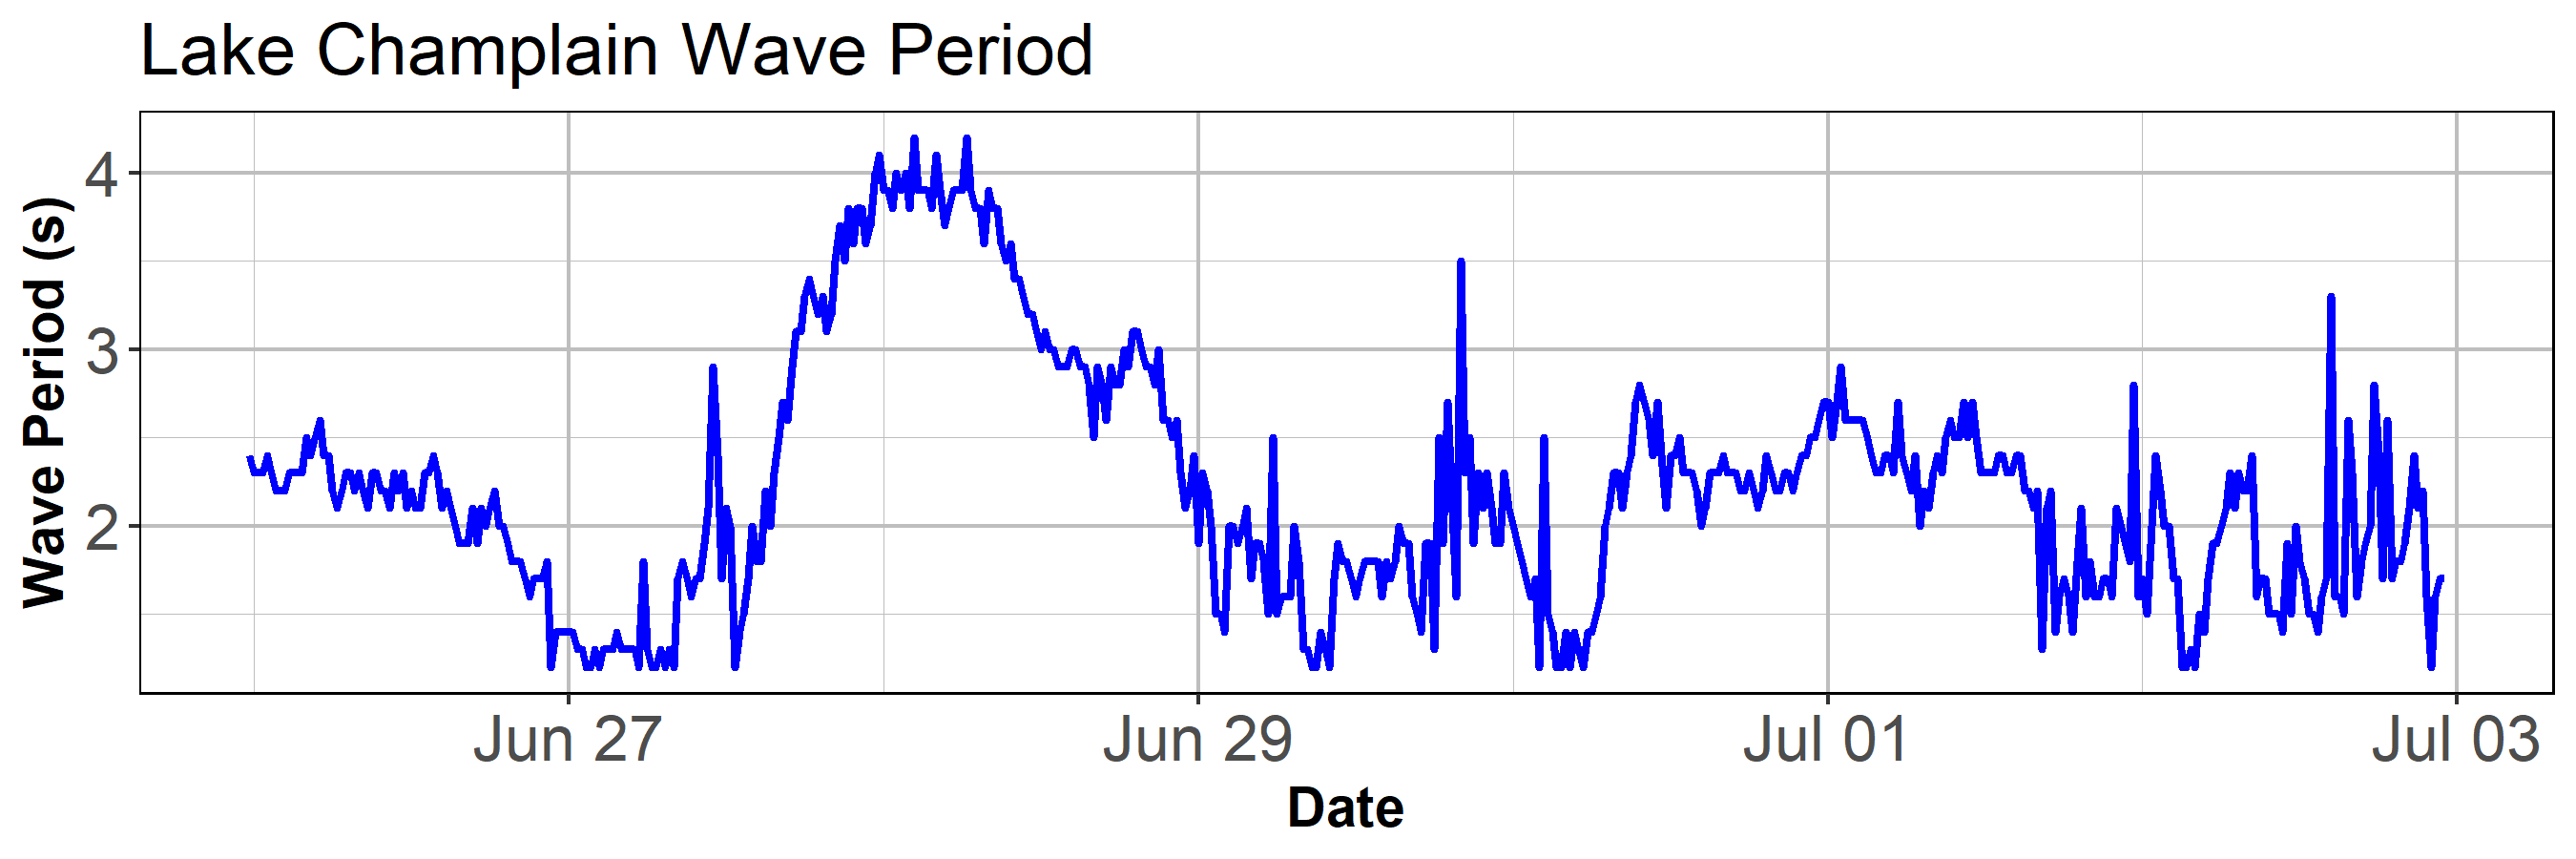 Lake Champlain Wave Period
Wave Period (s)
4
3
2
Jun 27 Jun 29 Jul 01 Jul 03
Date